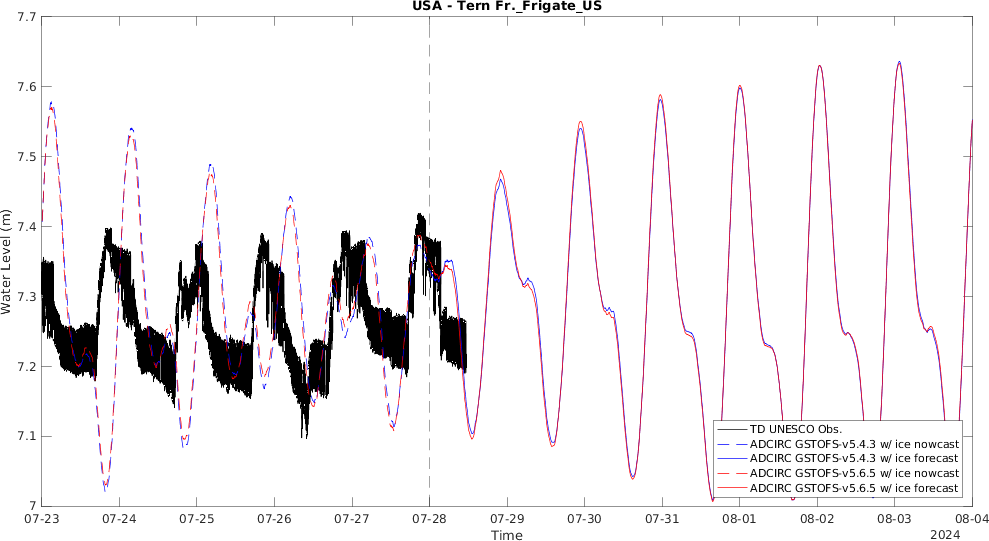 USA - Tern Fr._Frigate_US
7.7
7.6
7.5
7.4
7.3
7.2
7.1
7
Water Level (m)
TD UNESCO Obs.
ADCIRC GSTOFS-v5.4.3 w/ ice nowcast
ADCIRC GSTOFS-v5.4.3 w/ ice forecast
ADCIRC GSTOFS-v5.6.5 w/ ice nowcast
ADCIRC GSTOFS-v5.6.5 w/ ice forecast
07-23 07-24 07-25 07-26 07-27 07-28 07-29 07-30 07-31 08-01 08-02 08-03 08-04
Time
2024